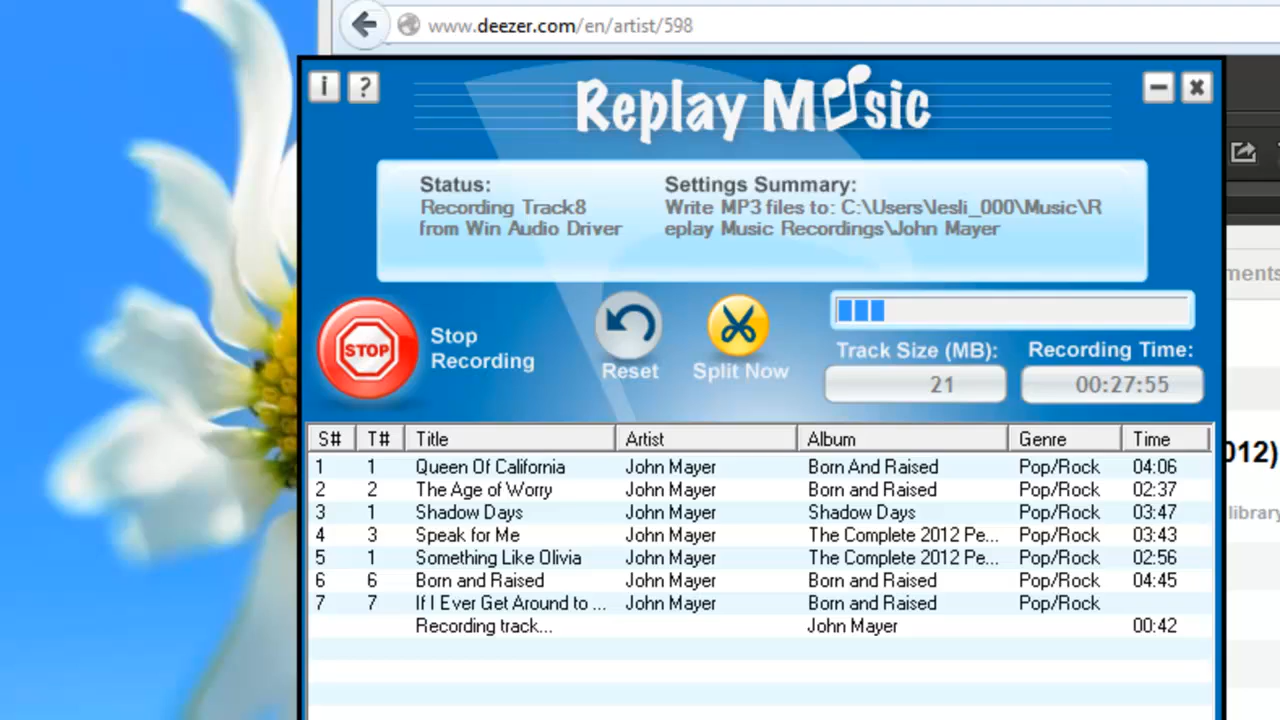 www.deezer.com/en/artist/598
i ?
Replay Music
Status:
Recording Track8
from Win Audio Driver
Settings Summary:
Write MP3 files to: C:\Users\lesli_000\Music\R
eplay Music Recordings\John Mayer
ments
STOP
Stop
Recording
Reset
Split Now
Track Size (MB): Recording Time:
21 00:27:55
S# T# Title Artist Album Genre Time
1 1 Queen Of California John Mayer Born And Raised Pop/Rock 04:06
2 2 The Age of Worry John Mayer Born and Raised Pop/Rock 02:37
3 1 Shadow Days John Mayer Shadow Days Pop/Rock 03:47
4 3 Speak for Me John Mayer The Complete 2012 Pe... Pop/Rock 03:43
5 1 Something Like Olivia John Mayer The Complete 2012 Pe... Pop/Rock 02:56
6 6 Born and Raised John Mayer Born and Raised Pop/Rock 04:45
7 7 If I Ever Get Around to ... John Mayer Born and Raised Pop/Rock
Recording track... John Mayer 00:42
012)
library